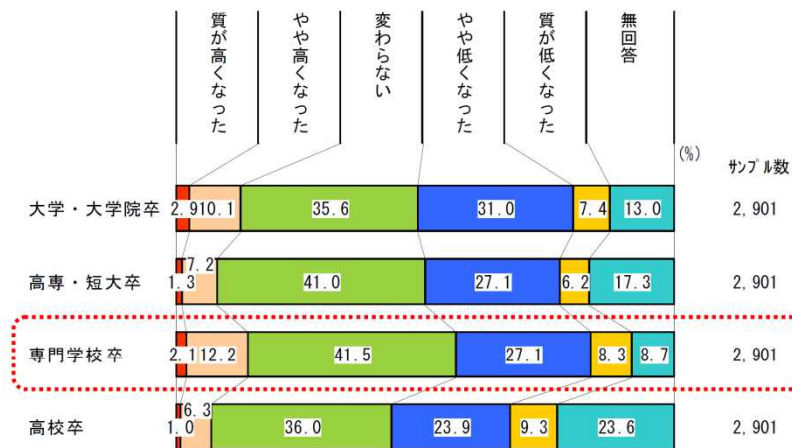 質が高くなった
やや高くなった
変わらない
やや低くなった
質が低くなった
無回答
(%)
サンプル数
大学・大学院卒 2.9 10.1 35.6 31.0 7.4 13.0 2,901
高専・短大卒 1.3 7.2 41.0 27.1 6.2 17.3 2,901
専門学校卒 2.1 12.2 41.5 27.1 8.3 8.7 2,901
高校卒 1.0 6.3 36.0 23.9 9.3 23.6 2,901